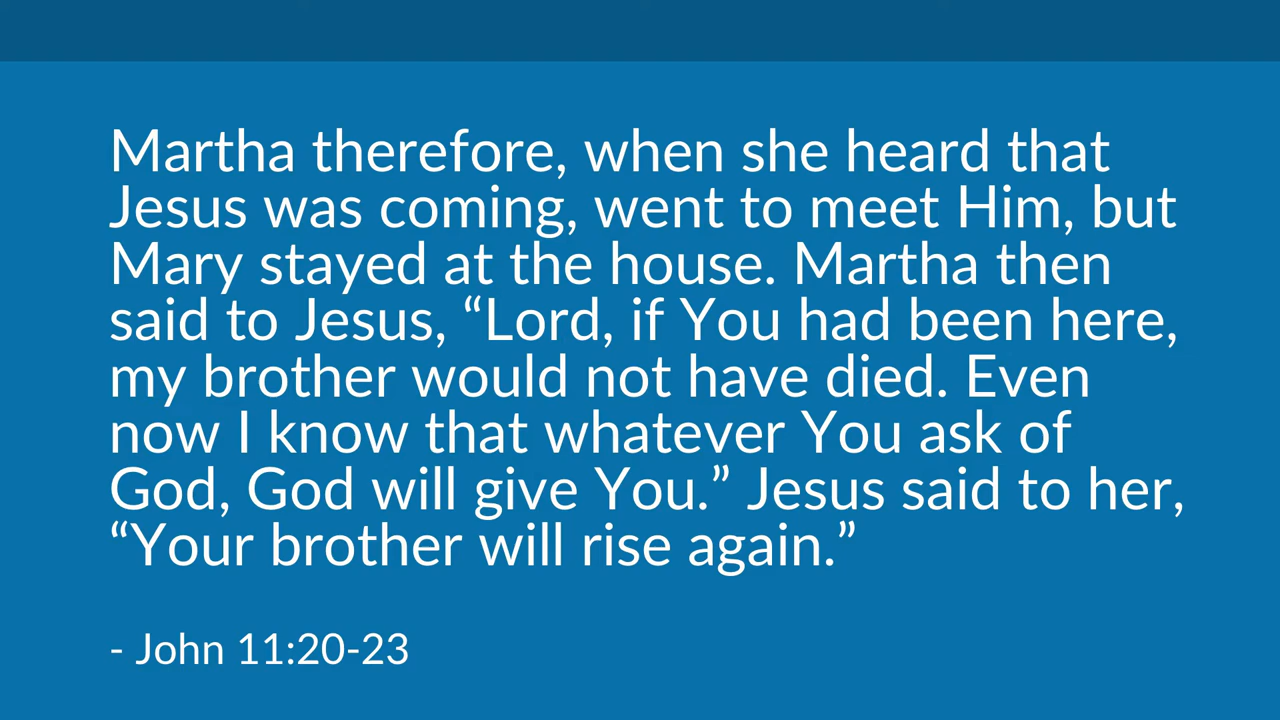 Martha therefore, when she heard that
Jesus was coming, went to meet Him, but
Mary stayed at the house. Martha then
said to Jesus, “Lord, if You had been here,
my brother would not have died. Even
now I know that whatever You ask of
God, God will give You.” Jesus said to her,
“Your brother will rise again.”
- John 11:20-23